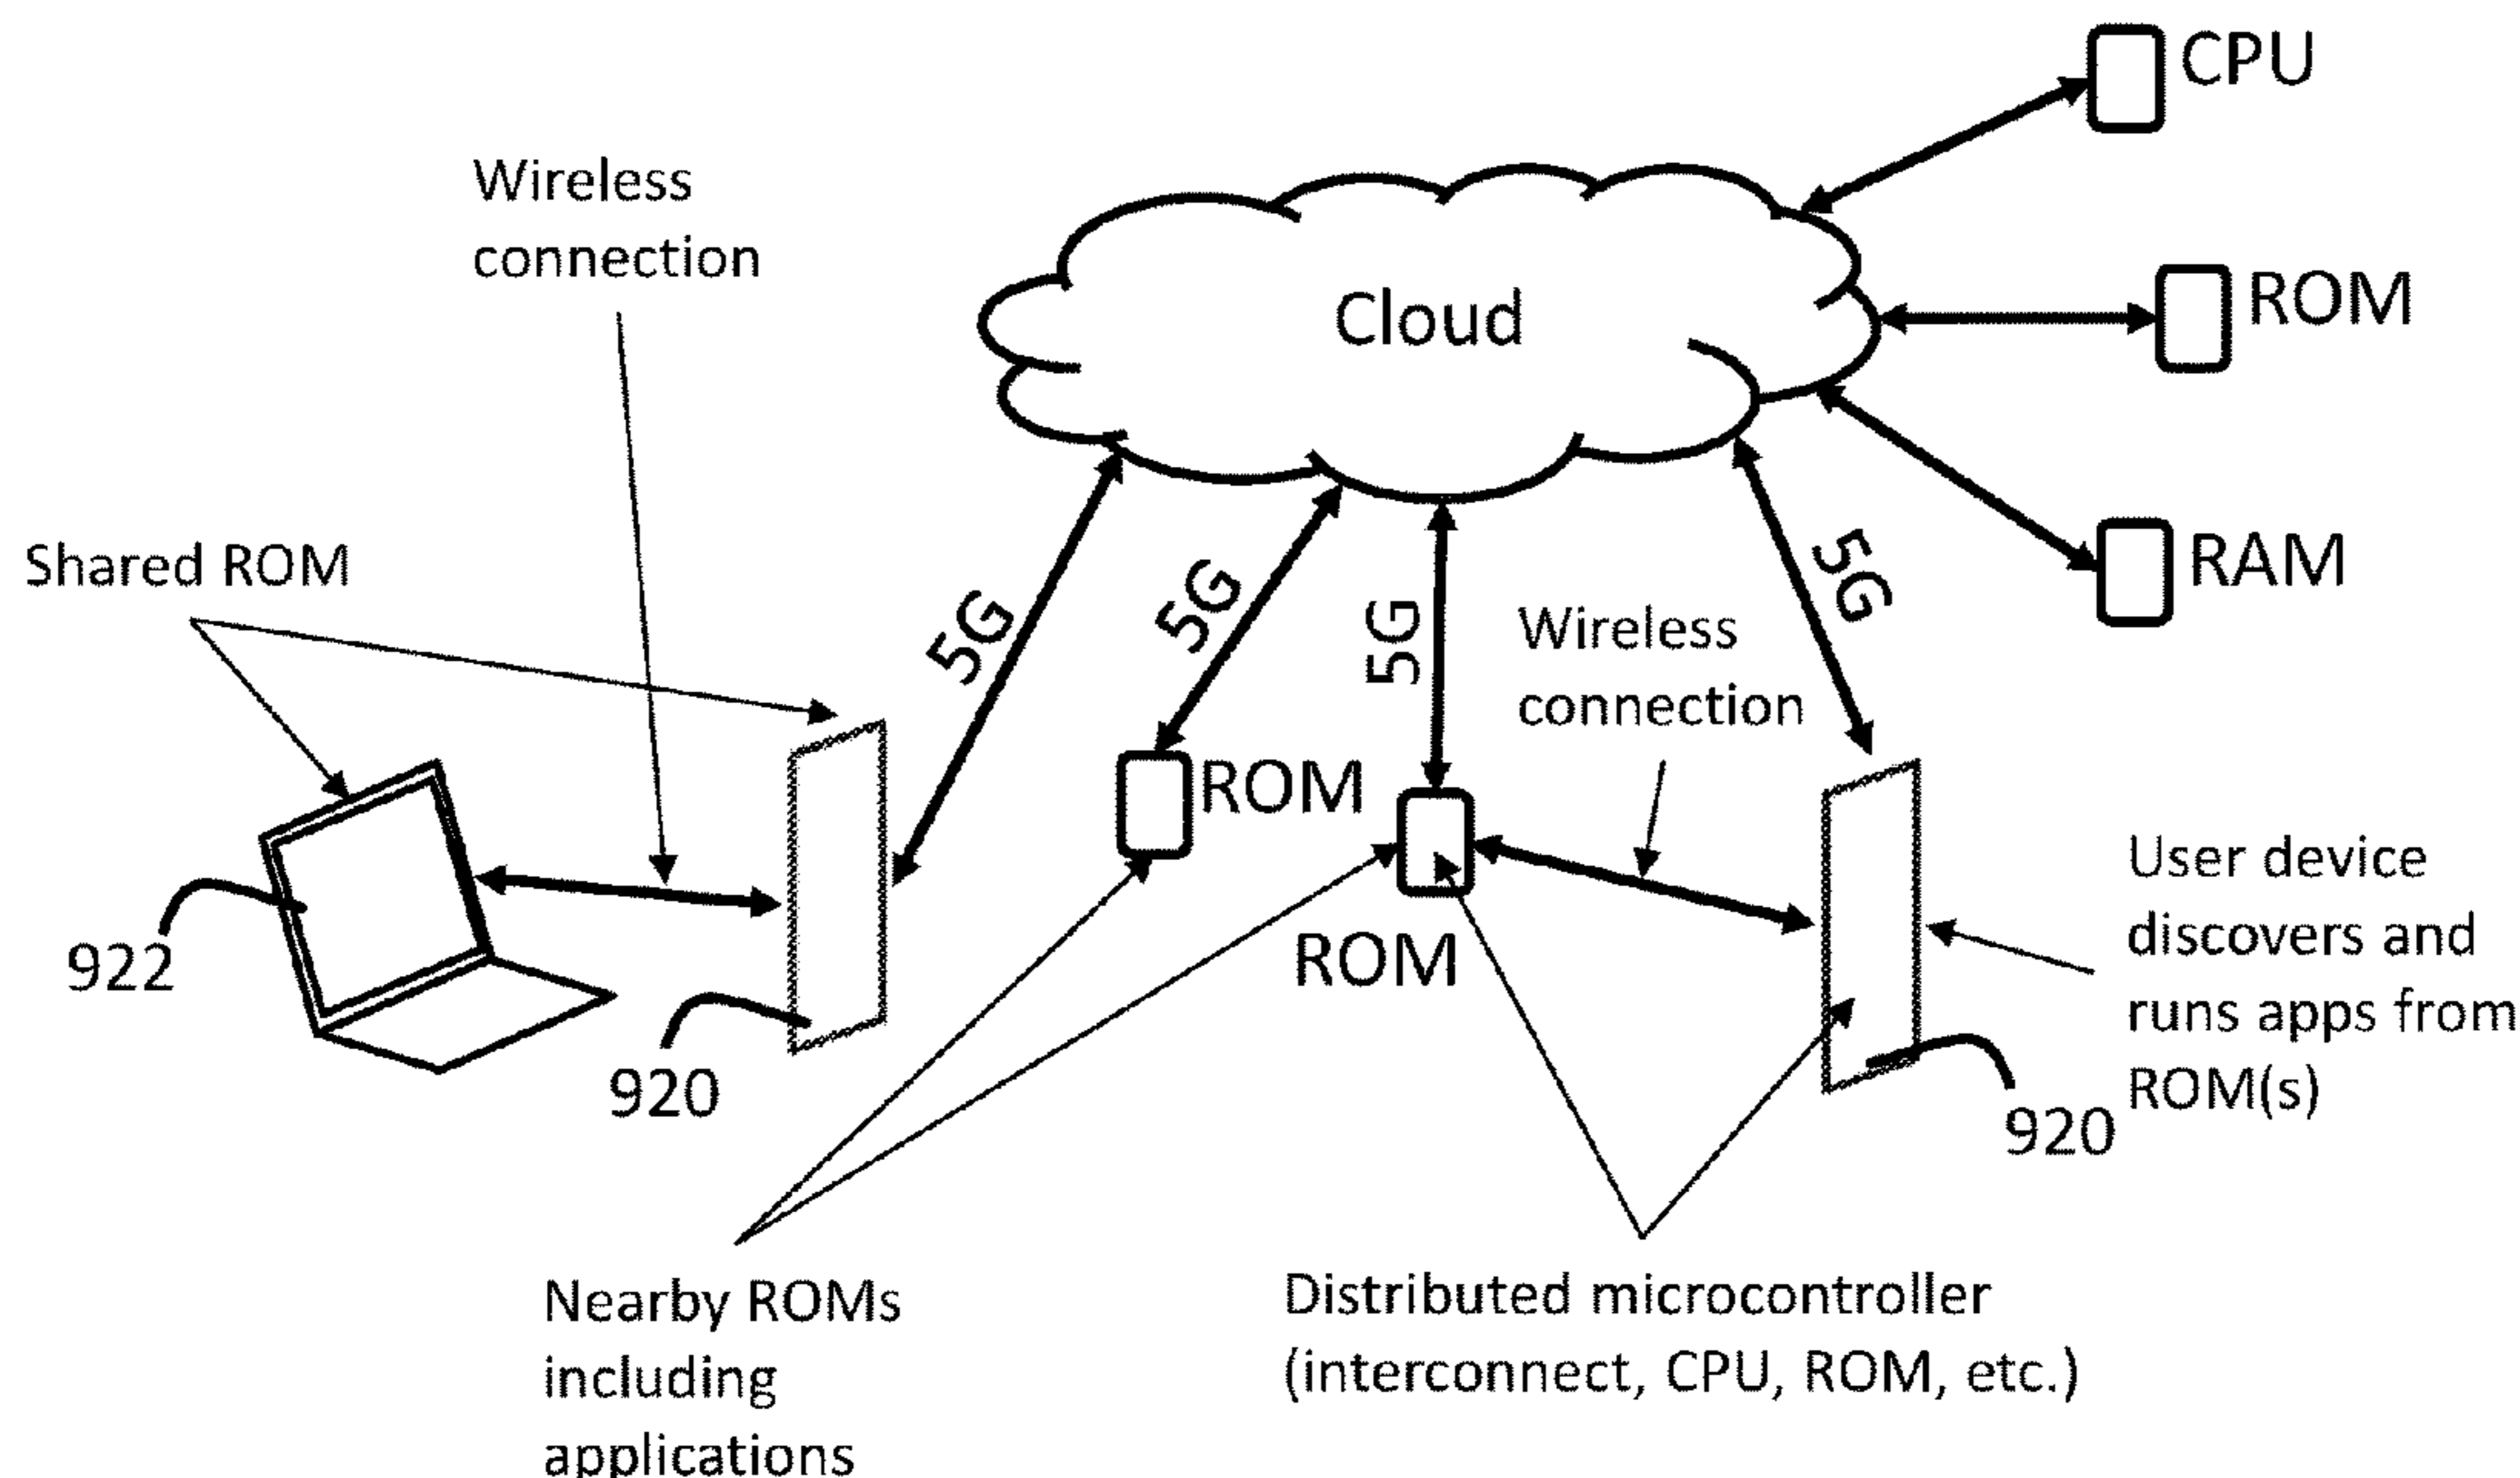 CPU
Wireless
connection
Cloud
ROM
Shared ROM
RAM
5G
5G
5G
5G
Wireless
connection
ROM
ROM
User device
discovers and
runs apps from
ROM(s)
922
920
920
Nearby ROMs
including
applications
Distributed microcontroller
(interconnect, CPU, ROM, etc.)